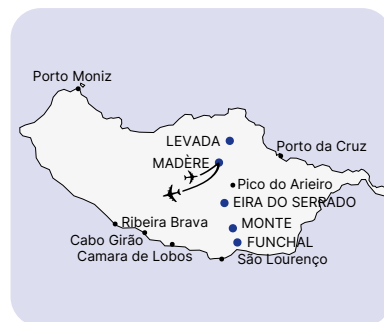 Porto Moniz
LEVADA
Porto da Cruz
MADÈRE
Pico do Arieiro
EIRA DO SERRADO
Ribeira Brava
MONTE
Cabo Girão
FUNCHAL
Camara de Lobos
São Lourenço